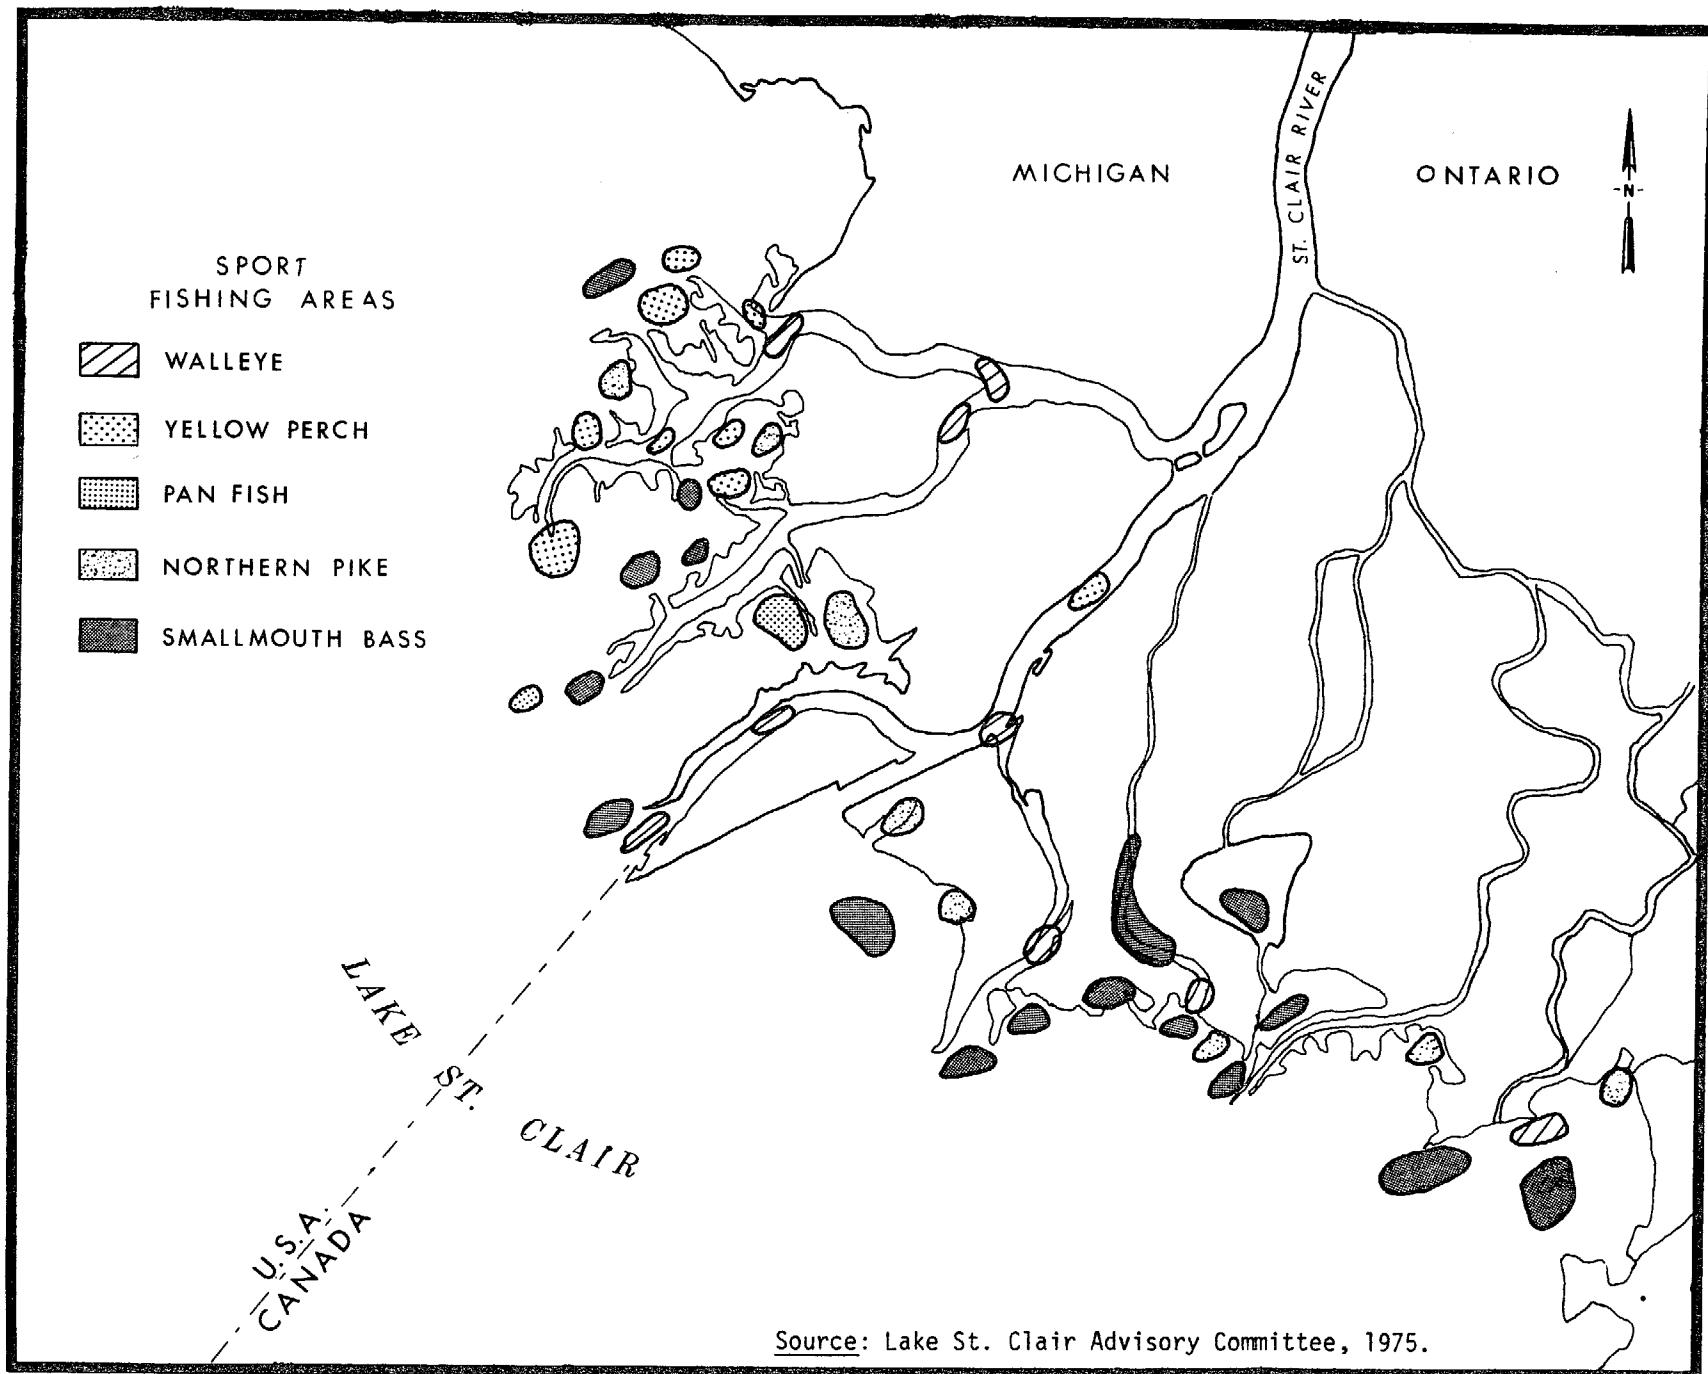 SPORT
FISHING AREAS
WALLEYE
YELLOW PERCH
PAN FISH
NORTHERN PIKE
SMALLMOUTH BASS
MICHIGAN
ST. CLAIR RIVER
ONTARIO
-N-
LAKE ST. CLAIR
U.S.A.
CANADA
Source: Lake St. Clair Advisory Committee, 1975.